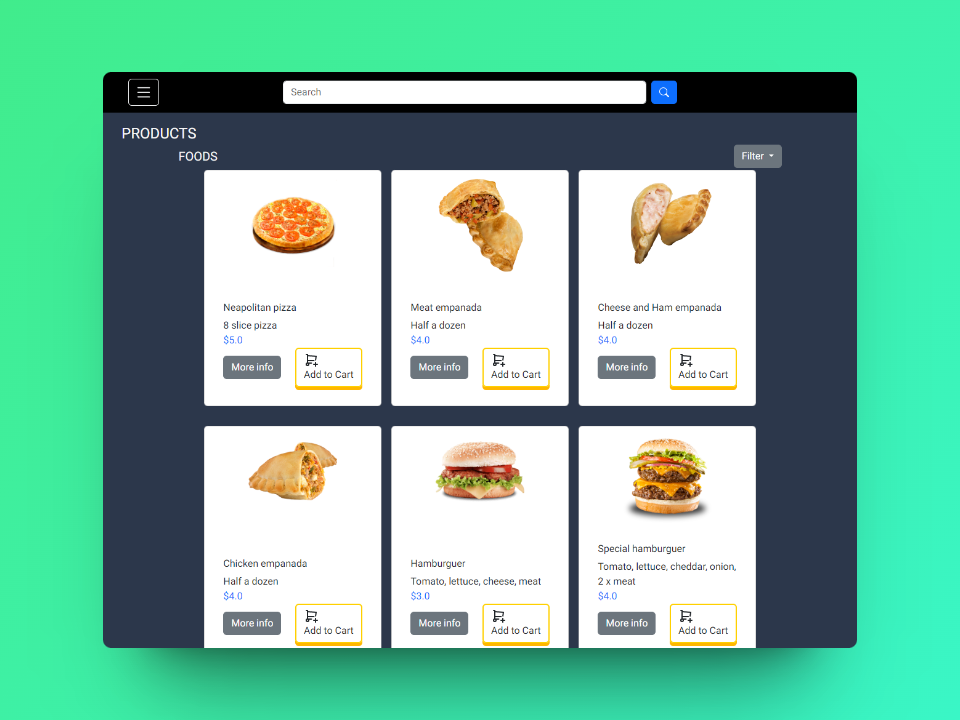 Search
PRODUCTS
FOODS
Filter
Neapolitan pizza
8 slice pizza
$5.0
More info
Add to Cart
Meat empanada
Half a dozen
$4.0
More info
Add to Cart
Cheese and Ham empanada
Half a dozen
$4.0
More info
Add to Cart
Chicken empanada
Half a dozen
$4.0
More info
Add to Cart
Hamburguer
Tomato, lettuce, cheese, meat
$3.0
More info
Add to Cart
Special hamburguer
Tomato, lettuce, cheddar, onion,
2 x meat
$4.0
More info
Add to Cart